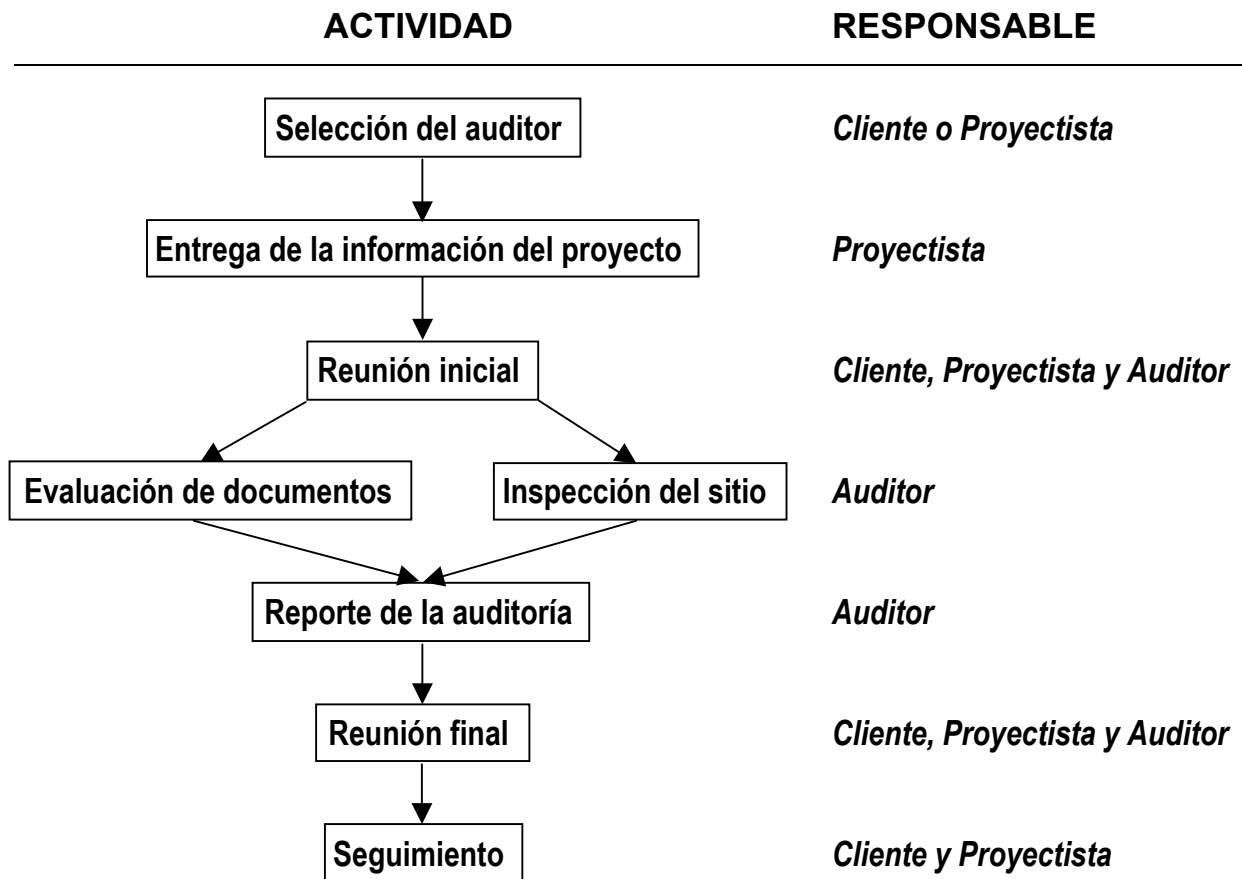 ACTIVIDAD RESPONSABLE
Selección del auditor Cliente o Proyectista
Entrega de la información del proyecto Proyectista
Reunión inicial Cliente, Proyectista y Auditor
Evaluación de documentos Inspección del sitio Auditor
Reporte de la auditoría Auditor
Reunión final Cliente, Proyectista y Auditor
Seguimiento Cliente y Proyectista